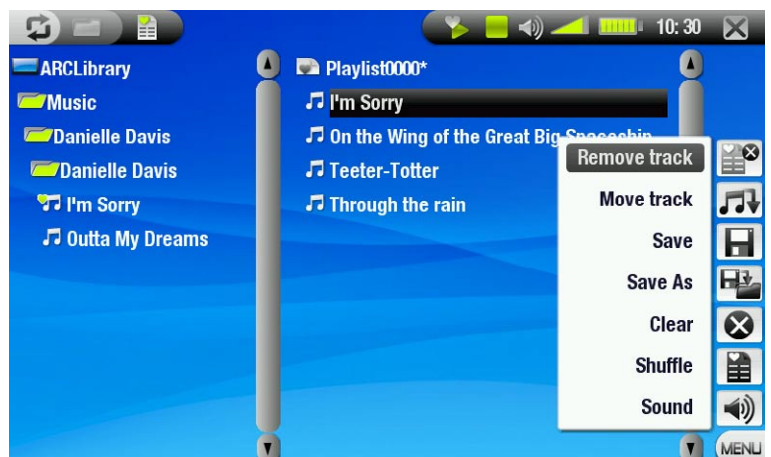 10:30
ARCLibrary
Music
Danielle Davis
Danielle Davis
I'm Sorry
Outta My Dreams
Playlist0000*
I'm Sorry
On the Wing of the Great Big Spaceship
Teeter-Totter
Through the rain
Remove track
Move track
Save
Save As
Clear
Shuffle
Sound
MENU